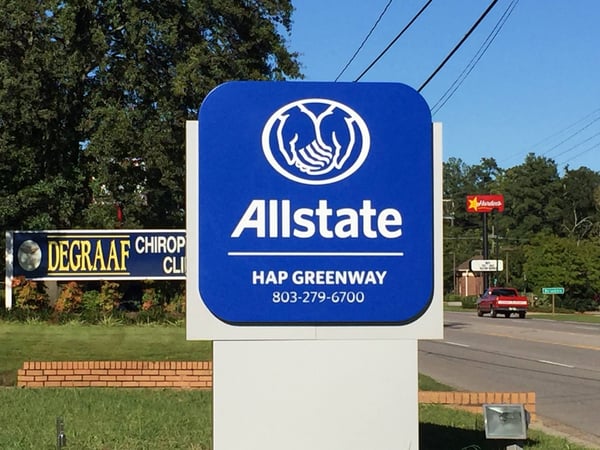 Allstate
HAP GREENWAY
803-279-6700
DEGRAAF CHIROP
CLI
Hardee's